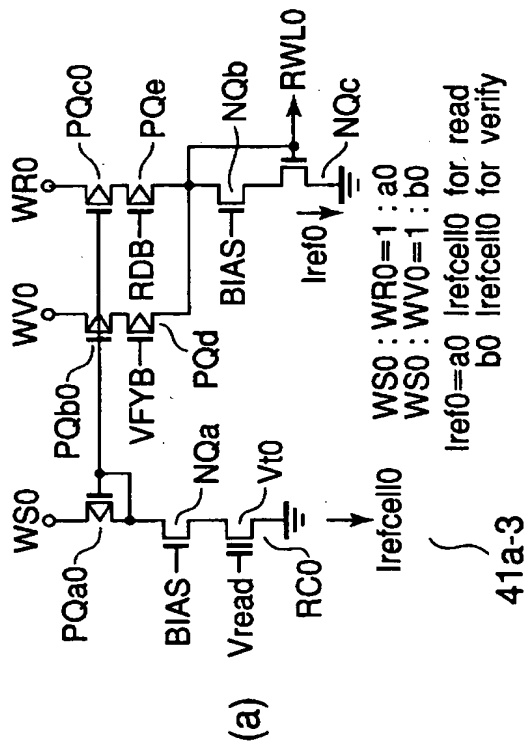 (a)
WS0
WV0
WR0
PQa0
PQb0
PQc0
VFYB
RDB
PQe
PQd
BIAS
NQa
BIAS
NQb
Vread
Vt0
RC0
RWL0
Iref0
NQc
Irefcell0
41a-3
WS0 : WR0=1 : a0
WS0 : WV0=1 : b0
Iref0=a0 Irefcell0 for read
b0 Irefcell0 for verify